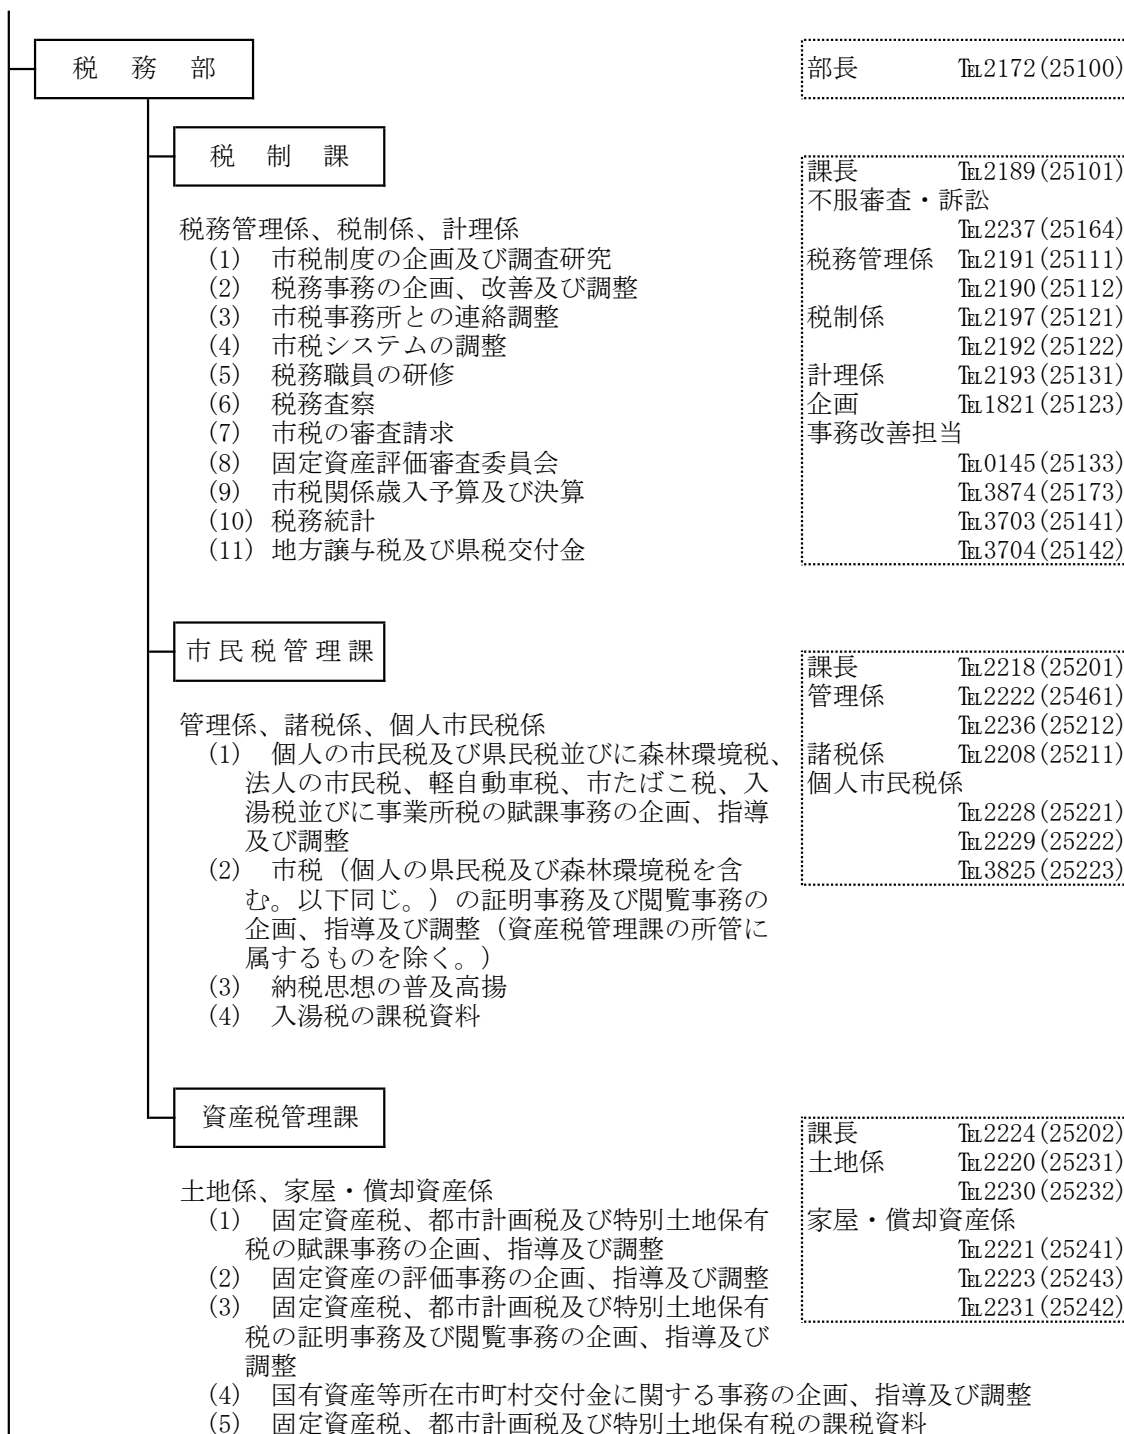 税務部
部長 ℡2172(25100)
税制課
課長 ℡2189(25101)
不服審査・訴訟
℡2237(25164)
税務管理係 ℡2191(25111)
℡2190(25112)
税制係 ℡2197(25121)
℡2192(25122)
計理係 ℡2193(25131)
企画 ℡1821(25123)
事務改善担当
℡0145(25133)
℡3874(25173)
℡3703(25141)
℡3704(25142)
税務管理係、税制係、計理係
(1) 市税制度の企画及び調査研究
(2) 税務事務の企画、改善及び調整
(3) 市税事務所との連絡調整
(4) 市税システムの調整
(5) 税務職員の研修
(6) 税務査察
(7) 市税の審査請求
(8) 固定資産評価審査委員会
(9) 市税関係歳入予算及び決算
(10) 税務統計
(11) 地方譲与税及び県税交付金
市民税管理課
課長 ℡2218(25201)
管理係 ℡2222(25461)
℡2236(25212)
諸税係 ℡2208(25211)
個人市民税係
℡2228(25221)
℡2229(25222)
℡3825(25223)
管理係、諸税係、個人市民税係
(1) 個人の市民税及び県民税並びに森林環境税、
法人の市民税、軽自動車税、市たばこ税、入
湯税並びに事業所税の賦課事務の企画、指導
及び調整
(2) 市税（個人の県民税及び森林環境税を含
む。以下同じ。）の証明事務及び閲覧事務の
企画、指導及び調整（資産税管理課の所管に
属するものを除く。）
(3) 納税思想の普及高揚
(4) 入湯税の課税資料
資産税管理課
課長 ℡2224(25202)
土地係 ℡2220(25231)
℡2230(25232)
家屋・償却資産係
℡2221(25241)
℡2223(25243)
℡2231(25242)
土地係、家屋・償却資産係
(1) 固定資産税、都市計画税及び特別土地保有
税の賦課事務の企画、指導及び調整
(2) 固定資産の評価事務の企画、指導及び調整
(3) 固定資産税、都市計画税及び特別土地保有
税の証明事務及び閲覧事務の企画、指導及び
調整
(4) 国有資産等所在市町村交付金に関する事務の企画、指導及び調整
(5) 固定資産税、都市計画税及び特別土地保有税の課税資料